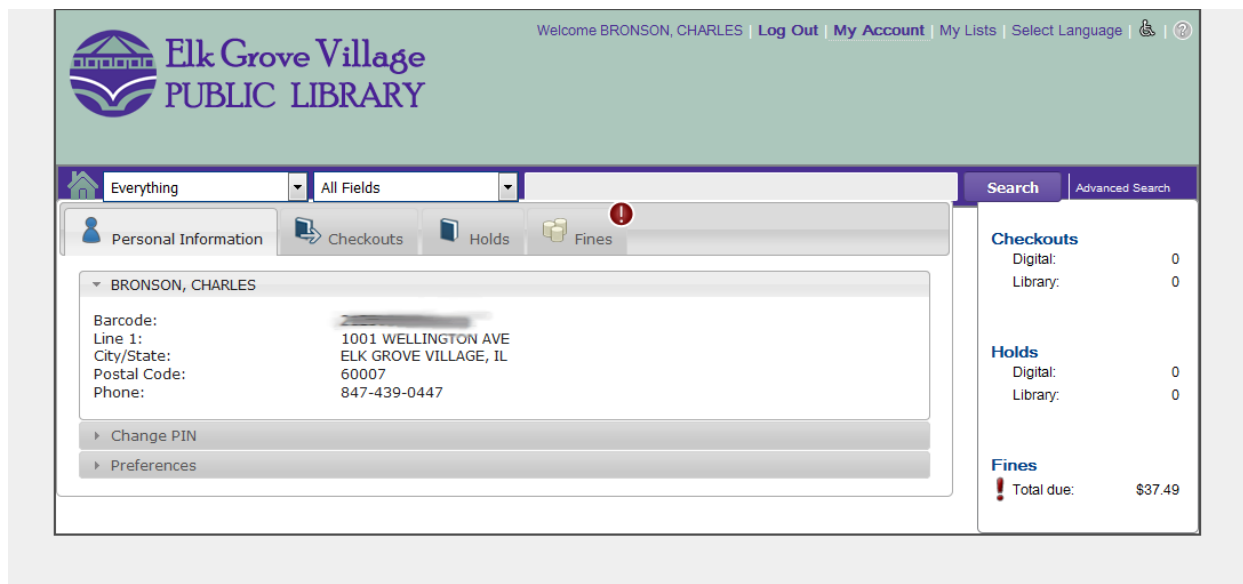 Welcome BRONSON, CHARLES | Log Out | My Account | My Lists | Select Language | | ?
Elk Grove Village
PUBLIC LIBRARY
Everything All Fields Search Advanced Search
Personal Information Checkouts Holds ! Fines
BRONSON, CHARLES
Barcode:
Line 1: 1001 WELLINGTON AVE
City/State: ELK GROVE VILLAGE, IL
Postal Code: 60007
Phone: 847-439-0447
Change PIN
Preferences
Checkouts
Digital: 0
Library: 0
Holds
Digital: 0
Library: 0
Fines
! Total due: $37.49